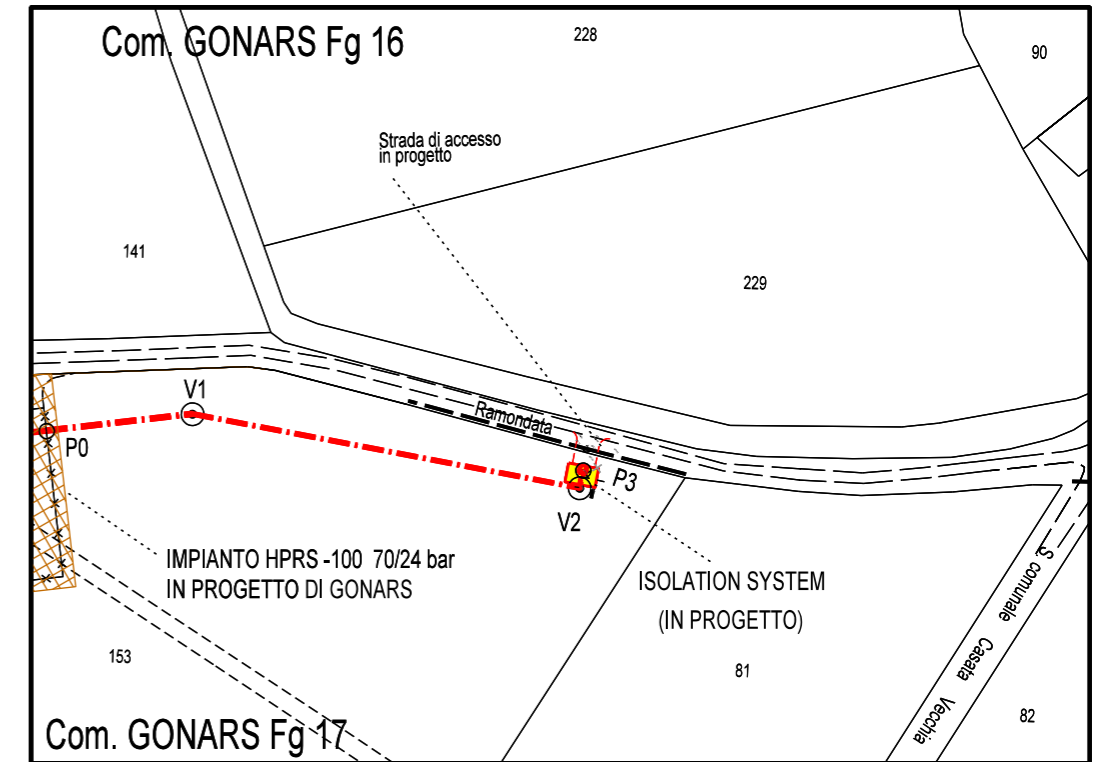 Com. GONARS Fg 16
228
90
Strada di accesso
in progetto
141
229
V1
Ramondata
P0
P3
V2
IMPIANTO HPRS -100 70/24 bar
IN PROGETTO DI GONARS
ISOLATION SYSTEM
(IN PROGETTO)
S. comunale Casata Vecchia
153
81
82
Com. GONARS Fg 17